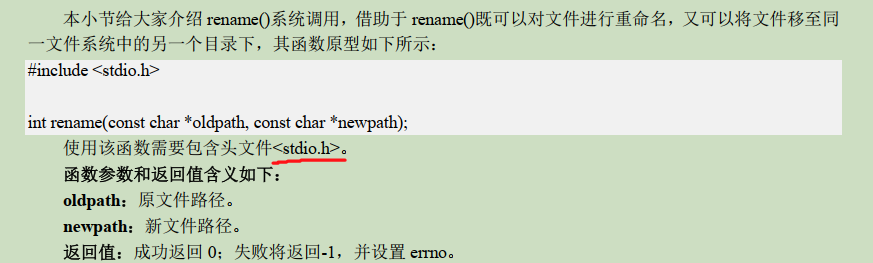 本小节给大家介绍 rename()系统调用，借助于 rename()既可以对文件进行重命名，又可以将文件移至同
一文件系统中的另一个目录下，其函数原型如下所示：
#include <stdio.h>
int rename(const char *oldpath, const char *newpath);
使用该函数需要包含头文件<stdio.h>。
函数参数和返回值含义如下：
oldpath：原文件路径。
newpath：新文件路径。
返回值：成功返回 0；失败将返回-1，并设置 errno。